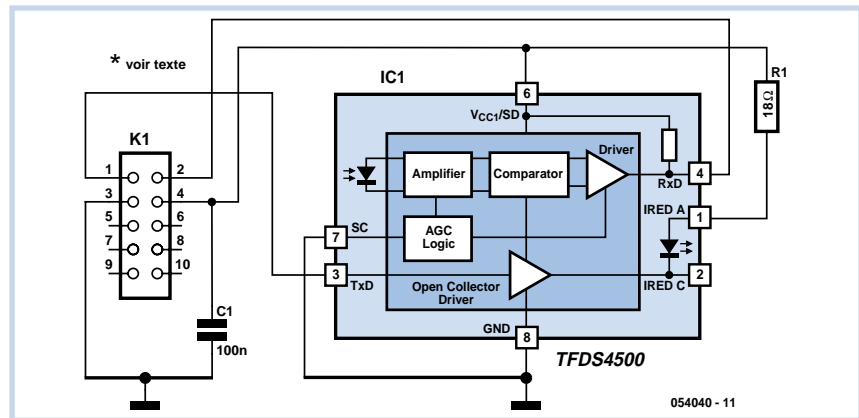 * voir texte
K1
1
2
3
4
5
6
7
8
9
10
C1
100n
IC1
6
VCC1/SD
Driver
Amplifier
Comparator
RxD
4
IRED A
1
SC
7
AGC
Logic
3
TxD
Open Collector
Driver
IRED C
2
GND
8
TFDS4500
R1
18Ω
054040 - 11